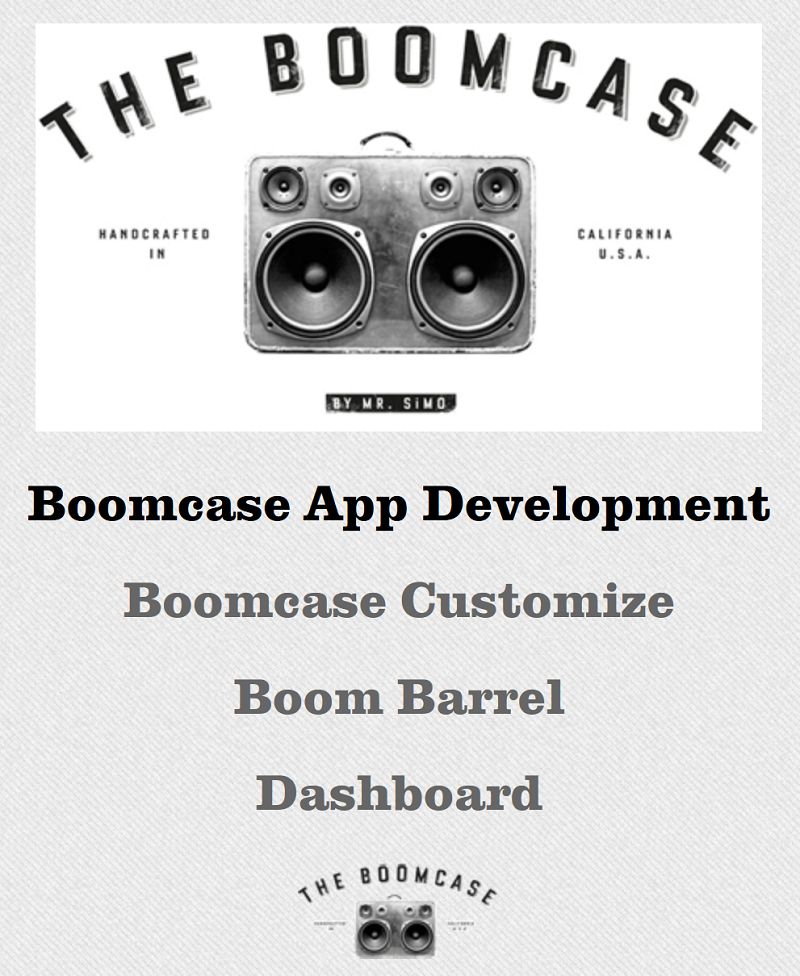 THE BOOMCASE
HANDCRAFTED
IN
CALIFORNIA
U.S.A.
BY MR. SiMO
Boomcase App Development
Boomcase Customize
Boom Barrel
Dashboard
THE BOOMCASE